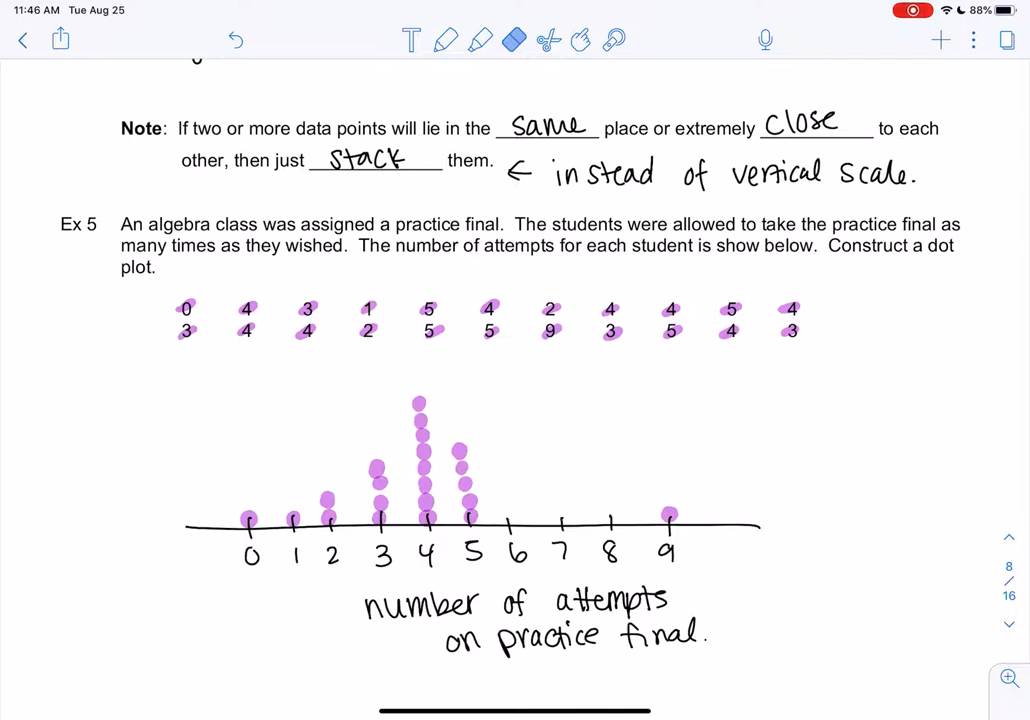 11:46 AM Tue Aug 25 88%
Note: If two or more data points will lie in the same place or extremely close to each
other, then just stack them. ← instead of vertical scale.
Ex 5 An algebra class was assigned a practice final. The students were allowed to take the practice final as
many times as they wished. The number of attempts for each student is show below. Construct a dot
plot.
0 4 3 1 5 4 2 4 4 5 4
3 4 4 2 5 5 9 3 5 4 3
0 1 2 3 4 5 6 7 8 9
number of attempts
on practice final.
8
/
16